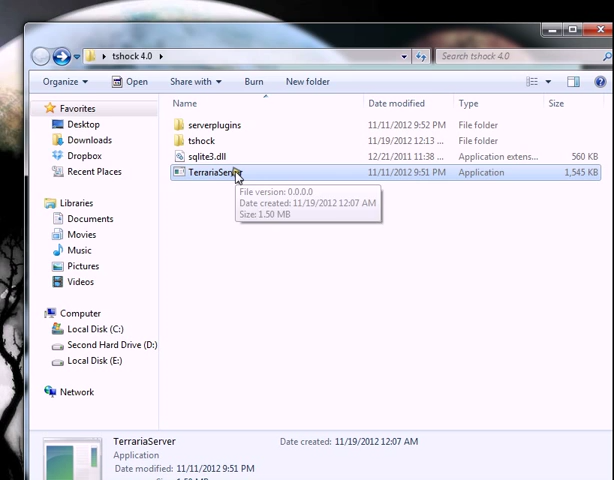 tshock 4.0
Search tshock 4.0
Organize Open Share with Burn New folder
Name Date modified Type Size
Favorites
Desktop
Downloads
Dropbox
Recent Places
Libraries
Documents
Movies
Music
Pictures
Videos
Computer
Local Disk (C:)
Second Hard Drive (D:)
Local Disk (E:)
Network
serverplugins 11/11/2012 9:52 PM File folder
tshock 11/19/2012 12:13 ... File folder
sqlite3.dll 12/21/2011 11:38 ... Application extens... 560 KB
TerrariaServer 11/11/2012 9:51 PM Application 1,545 KB
File version: 0.0.0.0
Date created: 11/19/2012 12:07 AM
Size: 1.50 MB
TerrariaServer Date created: 11/19/2012 12:07 AM
Application
Date modified: 11/11/2012 9:51 PM